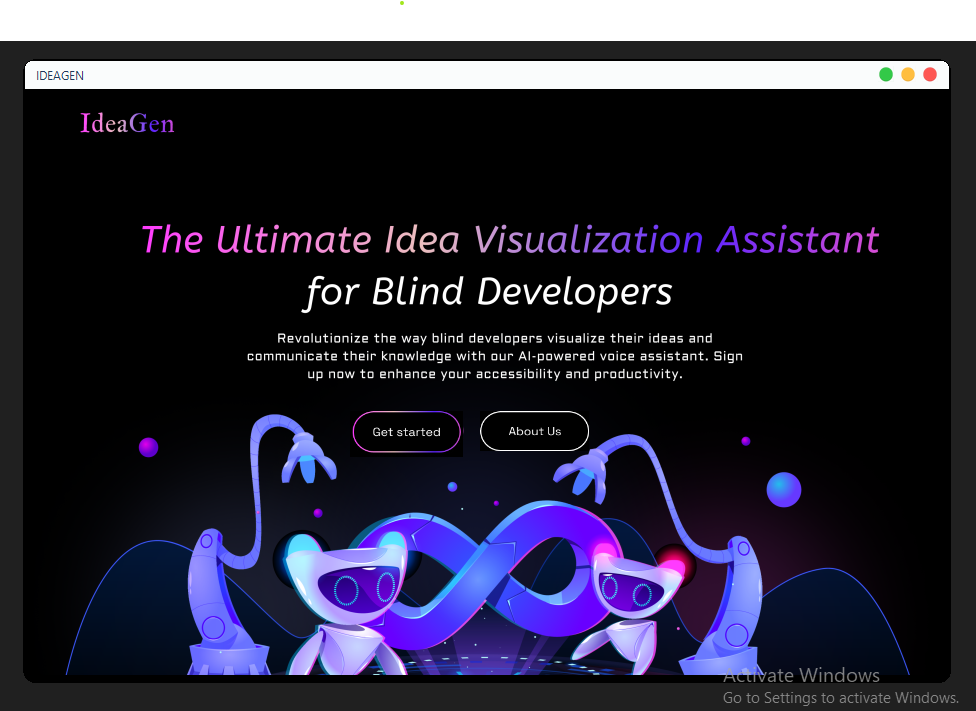 IDEAGEN
IdeaGen
The Ultimate Idea Visualization Assistant
for Blind Developers
Revolutionize the way blind developers visualize their ideas and
communicate their knowledge with our AI-powered voice assistant. Sign
up now to enhance your accessibility and productivity.
Get started
About Us
Activate Windows
Go to Settings to activate Windows.